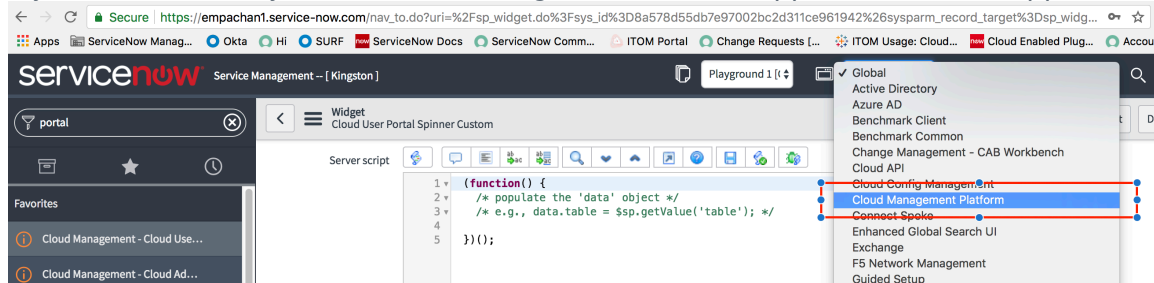 Secure | https://empachan1.service-now.com/nav_to.do?uri=%2Fsp_widget.do%3Fsys_id%3D8a578d55db7e97002bc2d311ce961942%26sysparm_record_target%3Dsp_widg...
Apps ServiceNow Manag... Okta Hi SURF ServiceNow Docs ServiceNow Comm... ITOM Portal Change Requests [... ITOM Usage: Cloud... Cloud Enabled Plug... Accou
servicenow Service Management -- [ Kingston ] Playground 1 [( Global
Active Directory
Azure AD
portal Widget Benchmark Client
Cloud User Portal Spinner Custom Benchmark Common
Change Management - CAB Workbench
Server script Cloud API
1 (function() { Cloud Config Management
Favorites 2 /* populate the 'data' object */ Cloud Management Platform
3 /* e.g., data.table = $sp.getValue('table'); */ Connect Spoke
4 Enhanced Global Search UI
Cloud Management - Cloud Use... 5 })(); Exchange
F5 Network Management
Cloud Management - Cloud Ad... Guided Setup